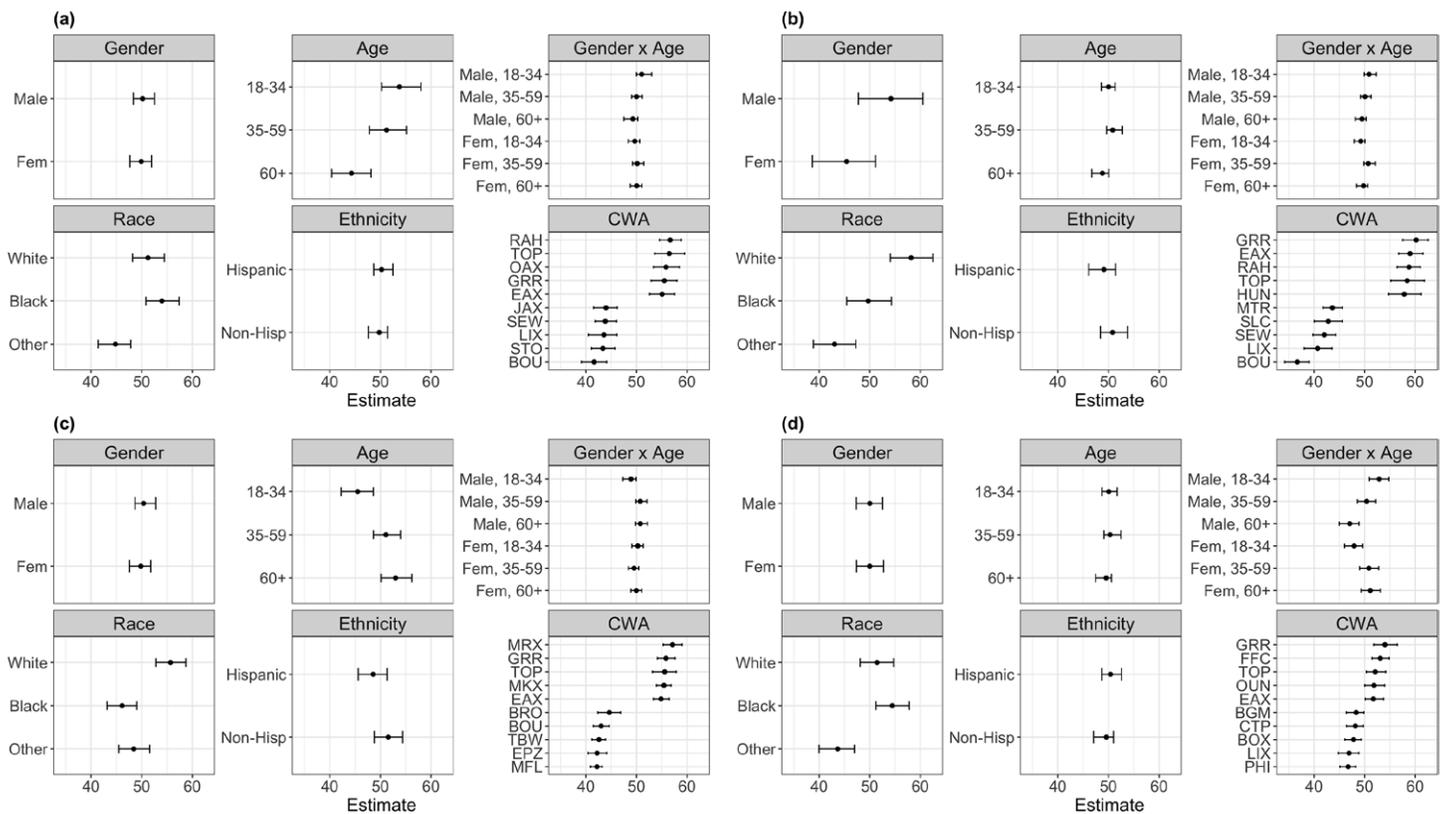 (a)
Gender
Male
Fem
Age
18-34
35-59
60+
Gender x Age
Male, 18-34
Male, 35-59
Male, 60+
Fem, 18-34
Fem, 35-59
Fem, 60+
Race
White
Black
Other
40 50 60
Ethnicity
Hispanic
Non-Hisp
40 50 60
Estimate
CWA
RAH
TOP
OAX
GRR
EAX
JAX
SEW
LIX
STO
BOU
40 50 60
(b)
Gender
Male
Fem
Age
18-34
35-59
60+
Gender x Age
Male, 18-34
Male, 35-59
Male, 60+
Fem, 18-34
Fem, 35-59
Fem, 60+
Race
White
Black
Other
40 50 60
Ethnicity
Hispanic
Non-Hisp
40 50 60
Estimate
CWA
GRR
EAX
RAH
TOP
HUN
MTR
SLC
SEW
LIX
BOU
40 50 60
(c)
Gender
Male
Fem
Age
18-34
35-59
60+
Gender x Age
Male, 18-34
Male, 35-59
Male, 60+
Fem, 18-34
Fem, 35-59
Fem, 60+
Race
White
Black
Other
40 50 60
Ethnicity
Hispanic
Non-Hisp
40 50 60
Estimate
CWA
MRX
GRR
TOP
MKX
EAX
BRO
BOU
TBW
EPZ
MFL
40 50 60
(d)
Gender
Male
Fem
Age
18-34
35-59
60+
Gender x Age
Male, 18-34
Male, 35-59
Male, 60+
Fem, 18-34
Fem, 35-59
Fem, 60+
Race
White
Black
Other
40 50 60
Ethnicity
Hispanic
Non-Hisp
40 50 60
Estimate
CWA
GRR
FFC
TOP
OUN
EAX
BGM
CTP
BOX
LIX
PHI
40 50 60